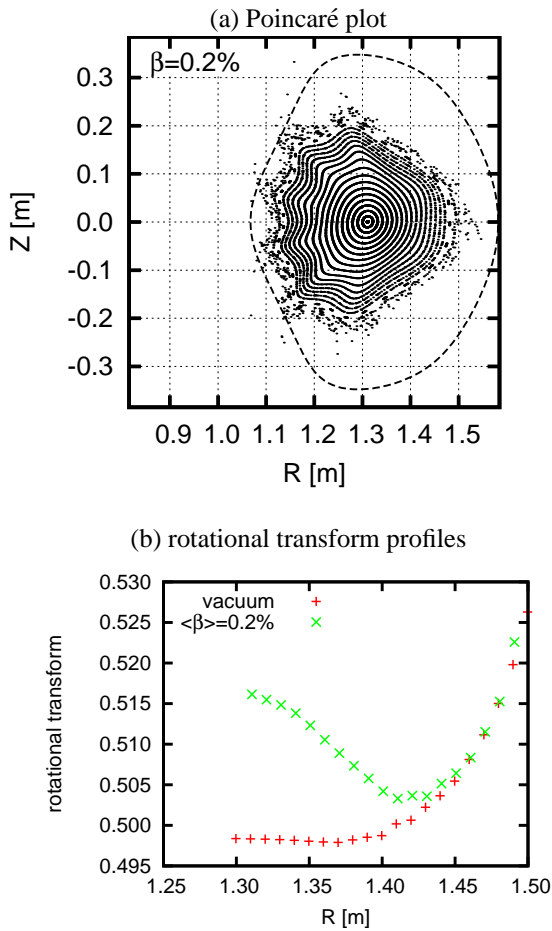 (a) Poincaré plot
β=0.2%
0.3
0.2
0.1
0.0
-0.1
-0.2
-0.3
Z [m]
0.9 1.0 1.1 1.2 1.3 1.4 1.5
R [m]
(b) rotational transform profiles
0.530
0.525
0.520
0.515
0.510
0.505
0.500
0.495
rotational transform
vacuum
<β>=0.2%
1.25 1.30 1.35 1.40 1.45 1.50
R [m]